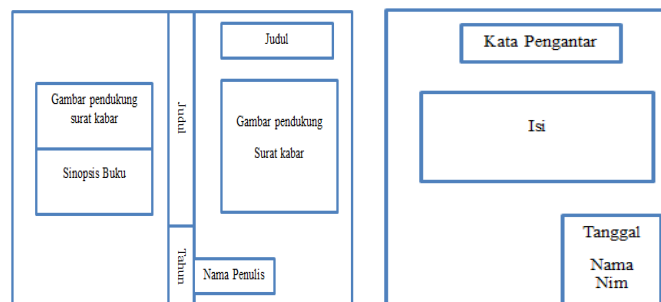 Gambar pendukung
surat kabar
Sinopsis Buku
Judul
Tahun
Judul
Gambar pendukung
Surat kabar
Nama Penulis
Kata Pengantar
Isi
Tanggal
Nama
Nim